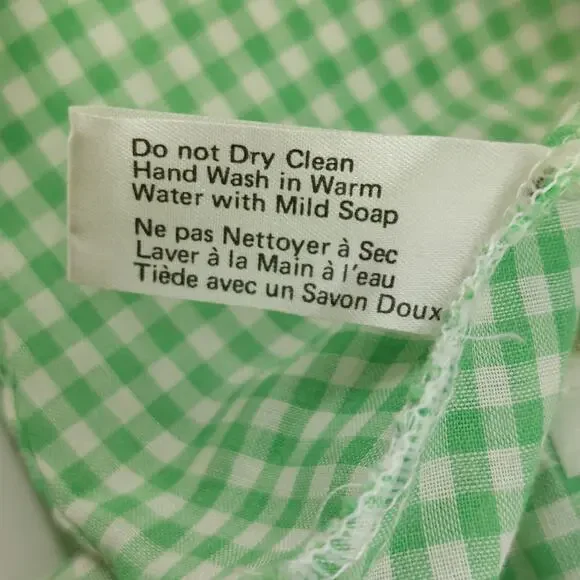 Do not Dry Clean
Hand Wash in Warm
Water with Mild Soap
Ne pas Nettoyer à Sec
Laver à la Main à l'eau
Tiède avec un Savon Doux